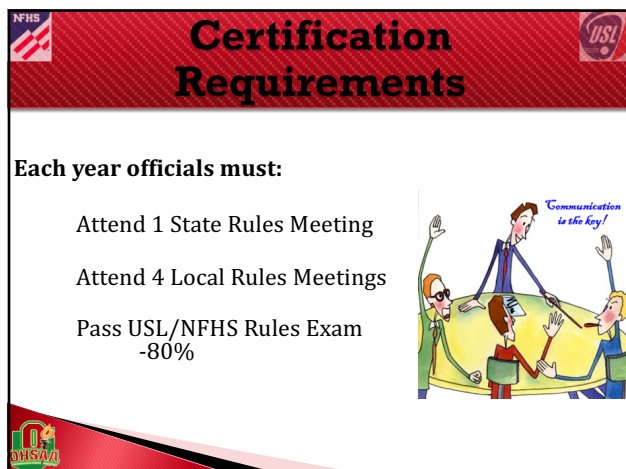 NFHS
USL
Certification
Requirements
Each year officials must:
Attend 1 State Rules Meeting
Communication
is the key!
Attend 4 Local Rules Meetings
Pass USL/NFHS Rules Exam
-80%
OHSAA